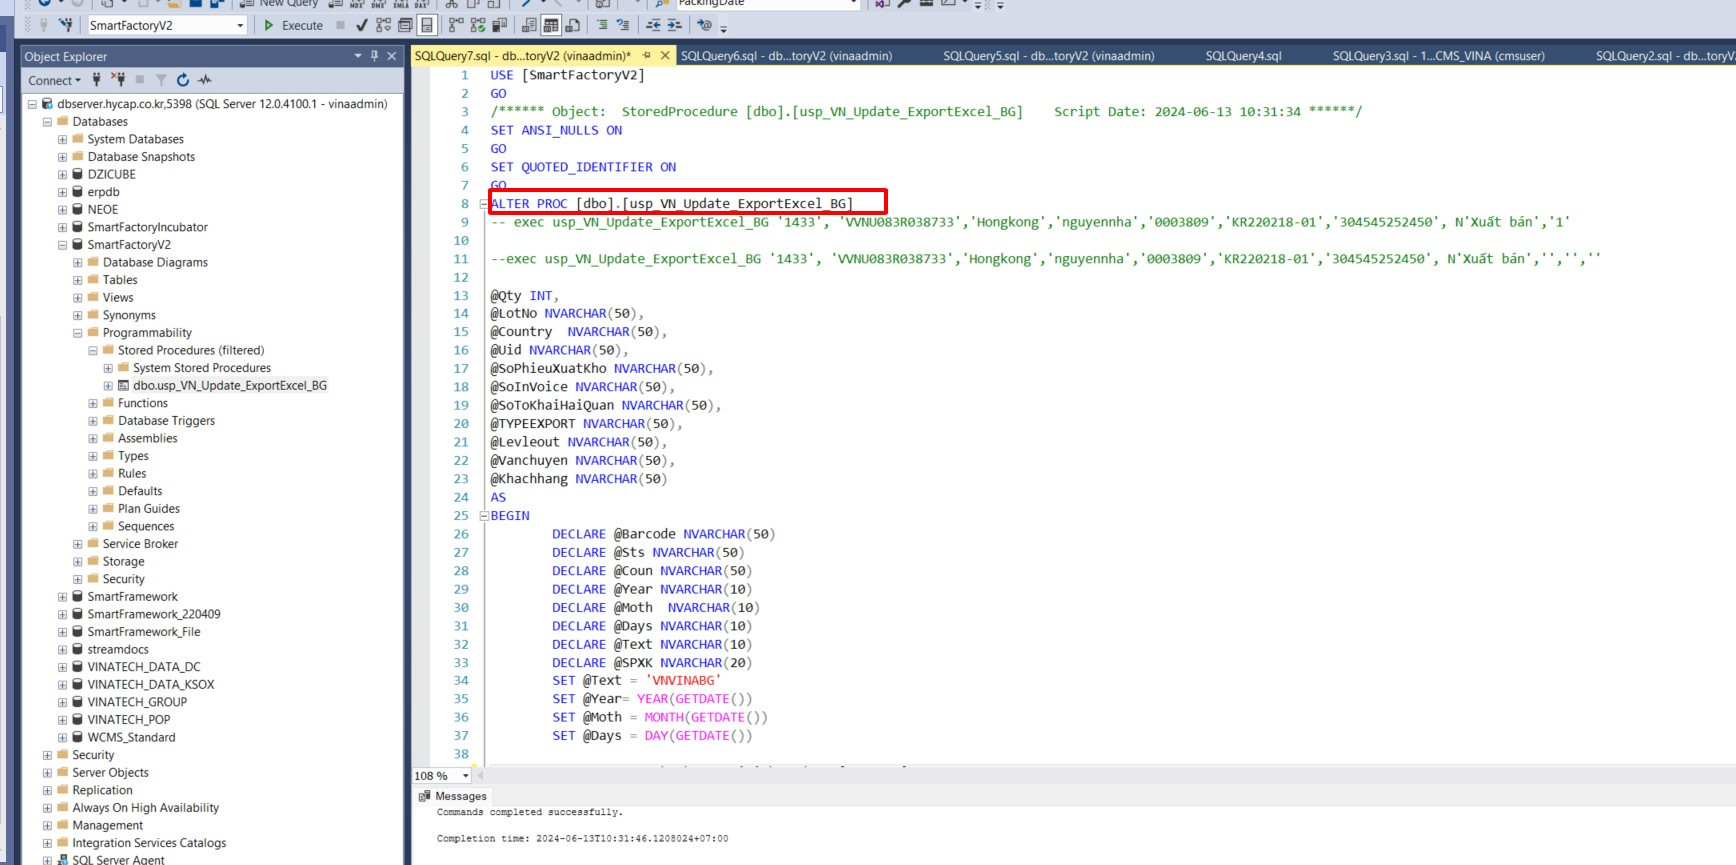 New Query
PackingDate
SmartFactoryV2
Execute
Object Explorer
Connect
dbserver.hycap.co.kr,5398 (SQL Server 12.0.4100.1 - vinaadmin)
Databases
System Databases
Database Snapshots
DZICUBE
erpdb
NEOE
SmartFactoryIncubator
SmartFactoryV2
Database Diagrams
Tables
Views
Synonyms
Programmability
Stored Procedures (filtered)
System Stored Procedures
dbo.usp_VN_Update_ExportExcel_BG
Functions
Database Triggers
Assemblies
Types
Rules
Defaults
Plan Guides
Sequences
Service Broker
Storage
Security
SmartFramework
SmartFramework_220409
SmartFramework_File
streamdocs
VINATECH_DATA_DC
VINATECH_DATA_KSOX
VINATECH_GROUP
VINATECH_POP
WCMS_Standard
Security
Server Objects
Replication
Always On High Availability
Management
Integration Services Catalogs
SQL Server Agent
SQLQuery7.sql - db...toryV2 (vinaadmin)* SQLQuery6.sql - db...toryV2 (vinaadmin) SQLQuery5.sql - db...toryV2 (vinaadmin) SQLQuery4.sql SQLQuery3.sql - 1...CMS_VINA (cmsuser) SQLQuery2.sql - db...toryV
1 USE [SmartFactoryV2]
2 GO
3 /****** Object:  StoredProcedure [dbo].[usp_VN_Update_ExportExcel_BG]    Script Date: 2024-06-13 10:31:34 ******/
4 SET ANSI_NULLS ON
5 GO
6 SET QUOTED_IDENTIFIER ON
7 GO
8 ALTER PROC [dbo].[usp_VN_Update_ExportExcel_BG]
9 -- exec usp_VN_Update_ExportExcel_BG '1433', 'VVNU083R038733','Hongkong','nguyennha','0003809','KR220218-01','304545252450', N'Xuất bán','1'
10
11 --exec usp_VN_Update_ExportExcel_BG '1433', 'VVNU083R038733','Hongkong','nguyennha','0003809','KR220218-01','304545252450', N'Xuất bán','','',''
12
13 @Qty INT,
14 @LotNo NVARCHAR(50),
15 @Country  NVARCHAR(50),
16 @Uid NVARCHAR(50),
17 @SoPhieuXuatKho NVARCHAR(50),
18 @SoInVoice NVARCHAR(50),
19 @SoToKhaiHaiQuan NVARCHAR(50),
20 @TYPEEXPORT NVARCHAR(50),
21 @Levleout NVARCHAR(50),
22 @Vanchuyen NVARCHAR(50),
23 @Khachhang NVARCHAR(50)
24 AS
25 BEGIN
26 DECLARE @Barcode NVARCHAR(50)
27 DECLARE @Sts NVARCHAR(50)
28 DECLARE @Coun NVARCHAR(50)
29 DECLARE @Year NVARCHAR(10)
30 DECLARE @Moth  NVARCHAR(10)
31 DECLARE @Days NVARCHAR(10)
32 DECLARE @Text NVARCHAR(10)
33 DECLARE @SPXK NVARCHAR(20)
34 SET @Text = 'VNVINABG'
35 SET @Year= YEAR(GETDATE())
36 SET @Moth = MONTH(GETDATE())
37 SET @Days = DAY(GETDATE())
38
108 %
Messages
Commands completed successfully.
Completion time: 2024-06-13T10:31:46.1208024+07:00